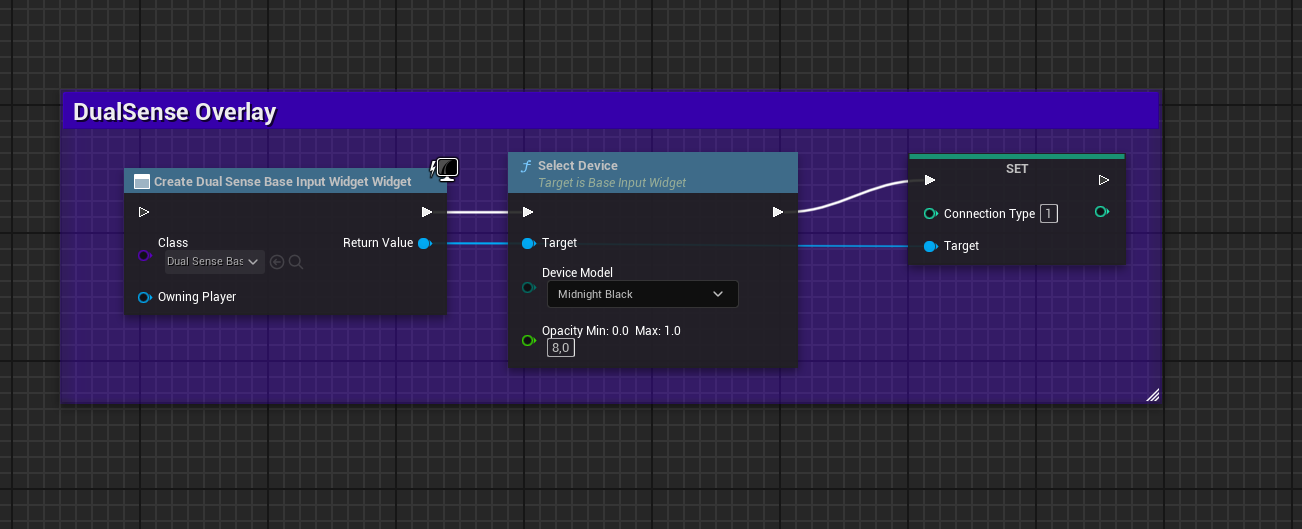 DualSense Overlay
Create Dual Sense Base Input Widget Widget
Class
Dual Sense Bas
Return Value
Owning Player
Select Device
Target is Base Input Widget
Target
Device Model
Midnight Black
Opacity Min: 0.0  Max: 1.0
8,0
SET
Connection Type 1
Target